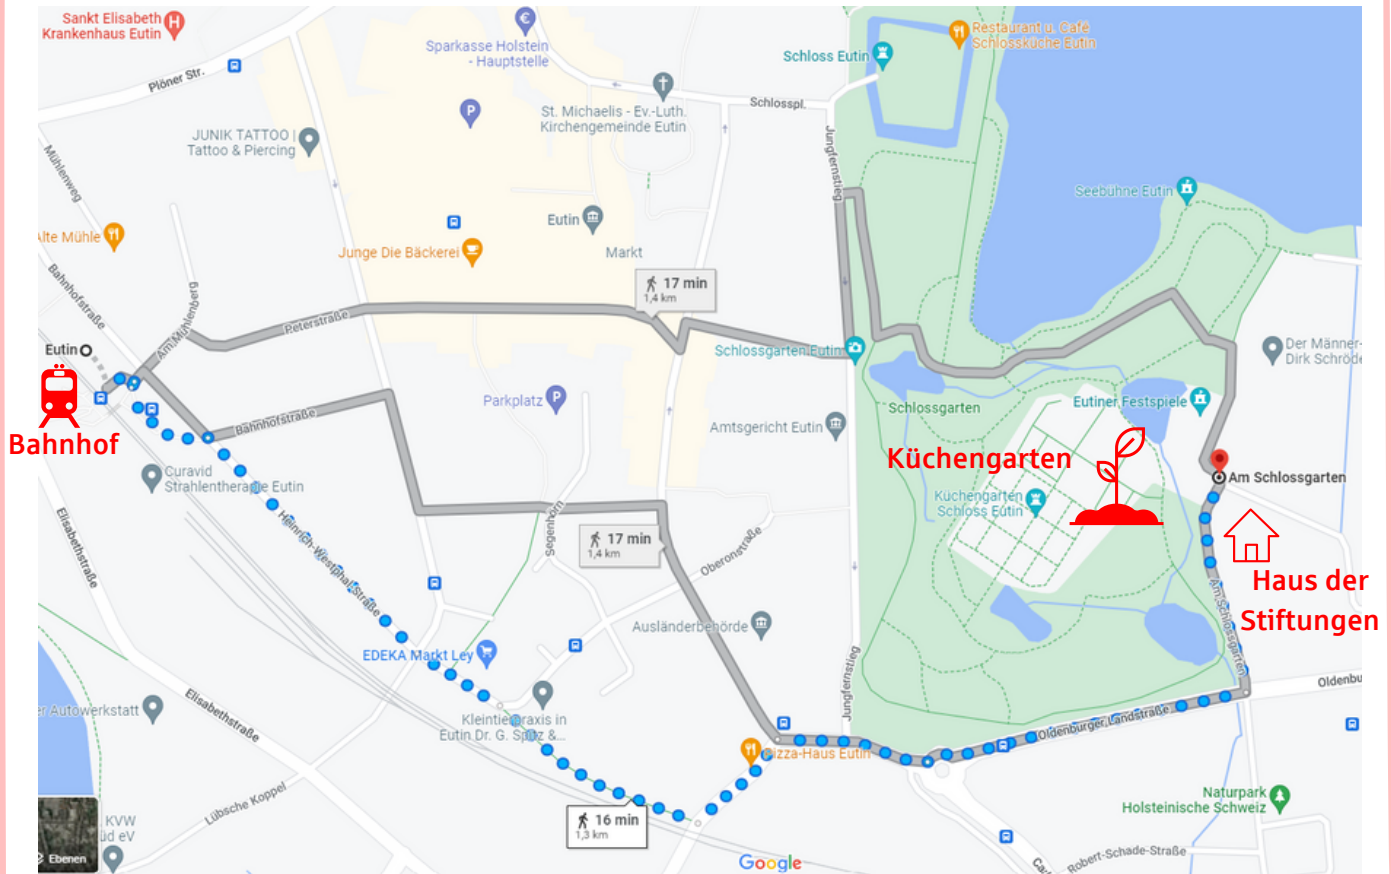 Sankt Elisabeth
Krankenhaus Eutin
H
€
Sparkasse Holstein
- Hauptstelle
Restaurant u. Café
Schlossküche Eutin
Schloss Eutin
Plöner Str.
P
St. Michaelis - Ev.-Luth.
Kirchengemeinde Eutin
Schlosspl.
JUNIK TATTOO |
Tattoo & Piercing
Jungfernstieg
Mühlenweg
Seebühne Eutin
Eutin
Alte Mühle
Junge Die Bäckerei
Markt
Bahnhofstraße
Am Mühlenberg
17 min
1,4 km
Peterstraße
Eutin
Schlossgarten Eutin
Der Männer-
Dirk Schröde
Parkplatz
P
Eutiner Festspiele
Schlossgarten
Bahnhofstraße
Amtsgericht Eutin
Bahnhof
Küchengarten
Curavid
Strahlentherapie Eutin
Am Schlossgarten
Küchengarten
Schloss Eutin
Heinrich-Westphal-Straße
Segenhörn
17 min
1,4 km
Oberonstraße
Elisabethstraße
Haus der
Stiftungen
Am Schlossgarten
Ausländerbehörde
EDEKA Markt Ley
Jungfernstieg
Oldenbu
er Autowerkstatt
Elisabethstraße
Kleintierpraxis in
Eutin Dr. G. Spitz &...
Oldenburger Landstraße
Pizza-Haus Eutin
Naturpark
Holsteinische Schweiz
Lübsche Koppel
16 min
1,3 km
KVW
üd eV
Ebenen
Google
Robert-Schade-Straße